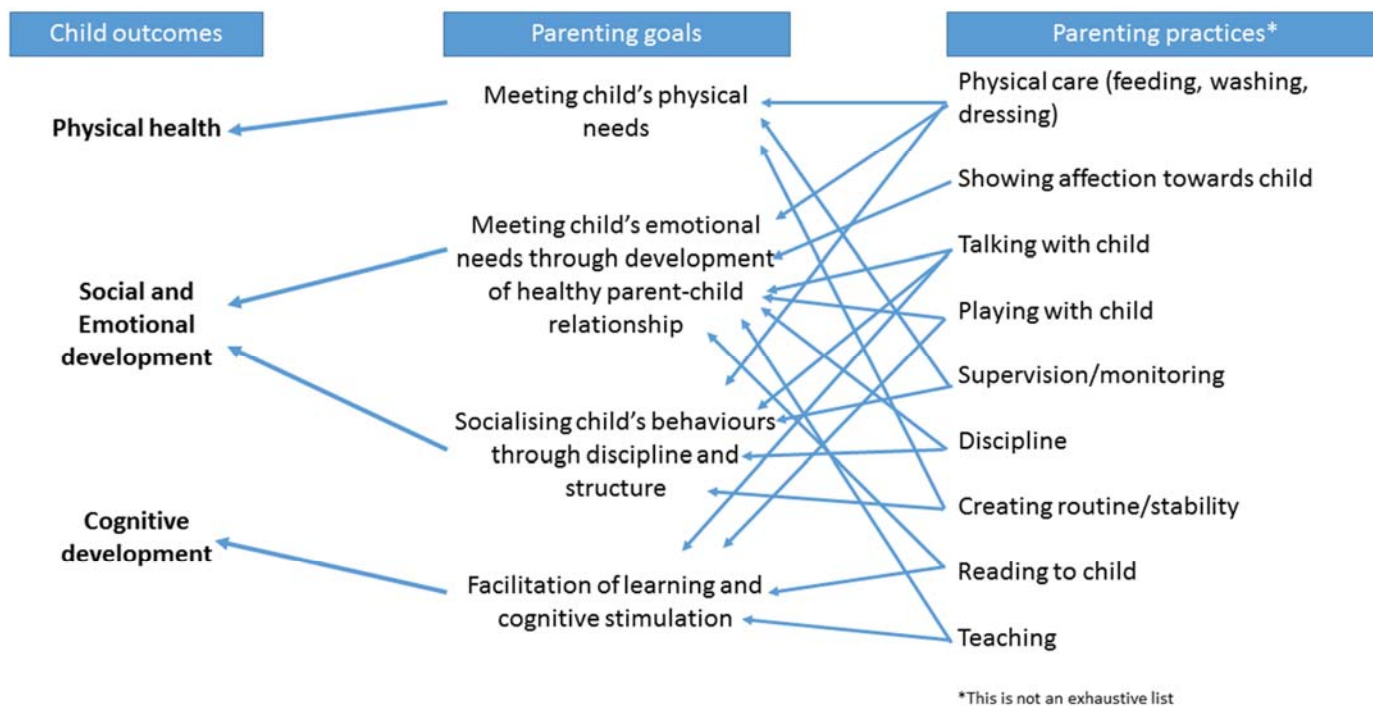 Child outcomes
Parenting goals
Parenting practices*
Physical health
Social and
Emotional
development
Cognitive
development
Meeting child's physical
needs
Meeting child's emotional
needs through development
of healthy parent-child
relationship
Socialising child's behaviours
through discipline and
structure
Facilitation of learning and
cognitive stimulation
Physical care (feeding, washing,
dressing)
Showing affection towards child
Talking with child
Playing with child
Supervision/monitoring
Discipline
Creating routine/stability
Reading to child
Teaching
*This is not an exhaustive list